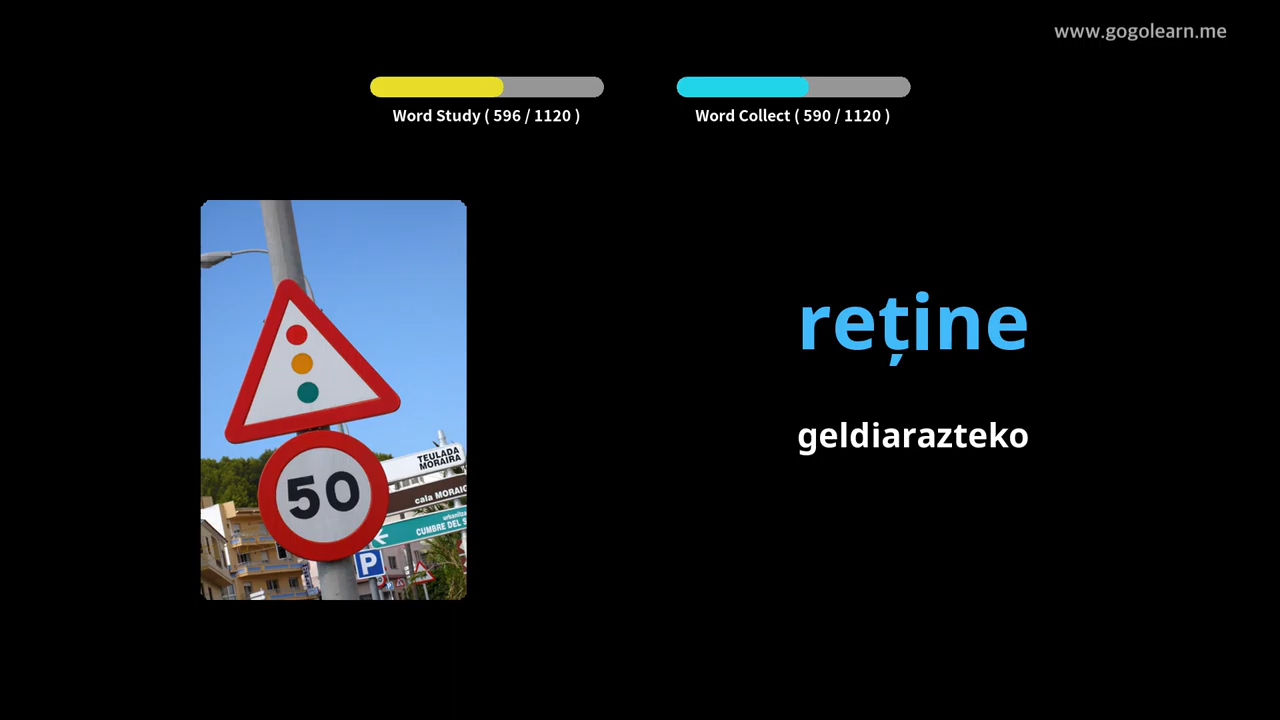 www.gogolearn.me
Word Study ( 596 / 1120 )
Word Collect ( 590 / 1120 )
reține
geldiarazteko
TEULADA
MORAIRA
cala MORAIG
CUMBRE DEL S
50
P